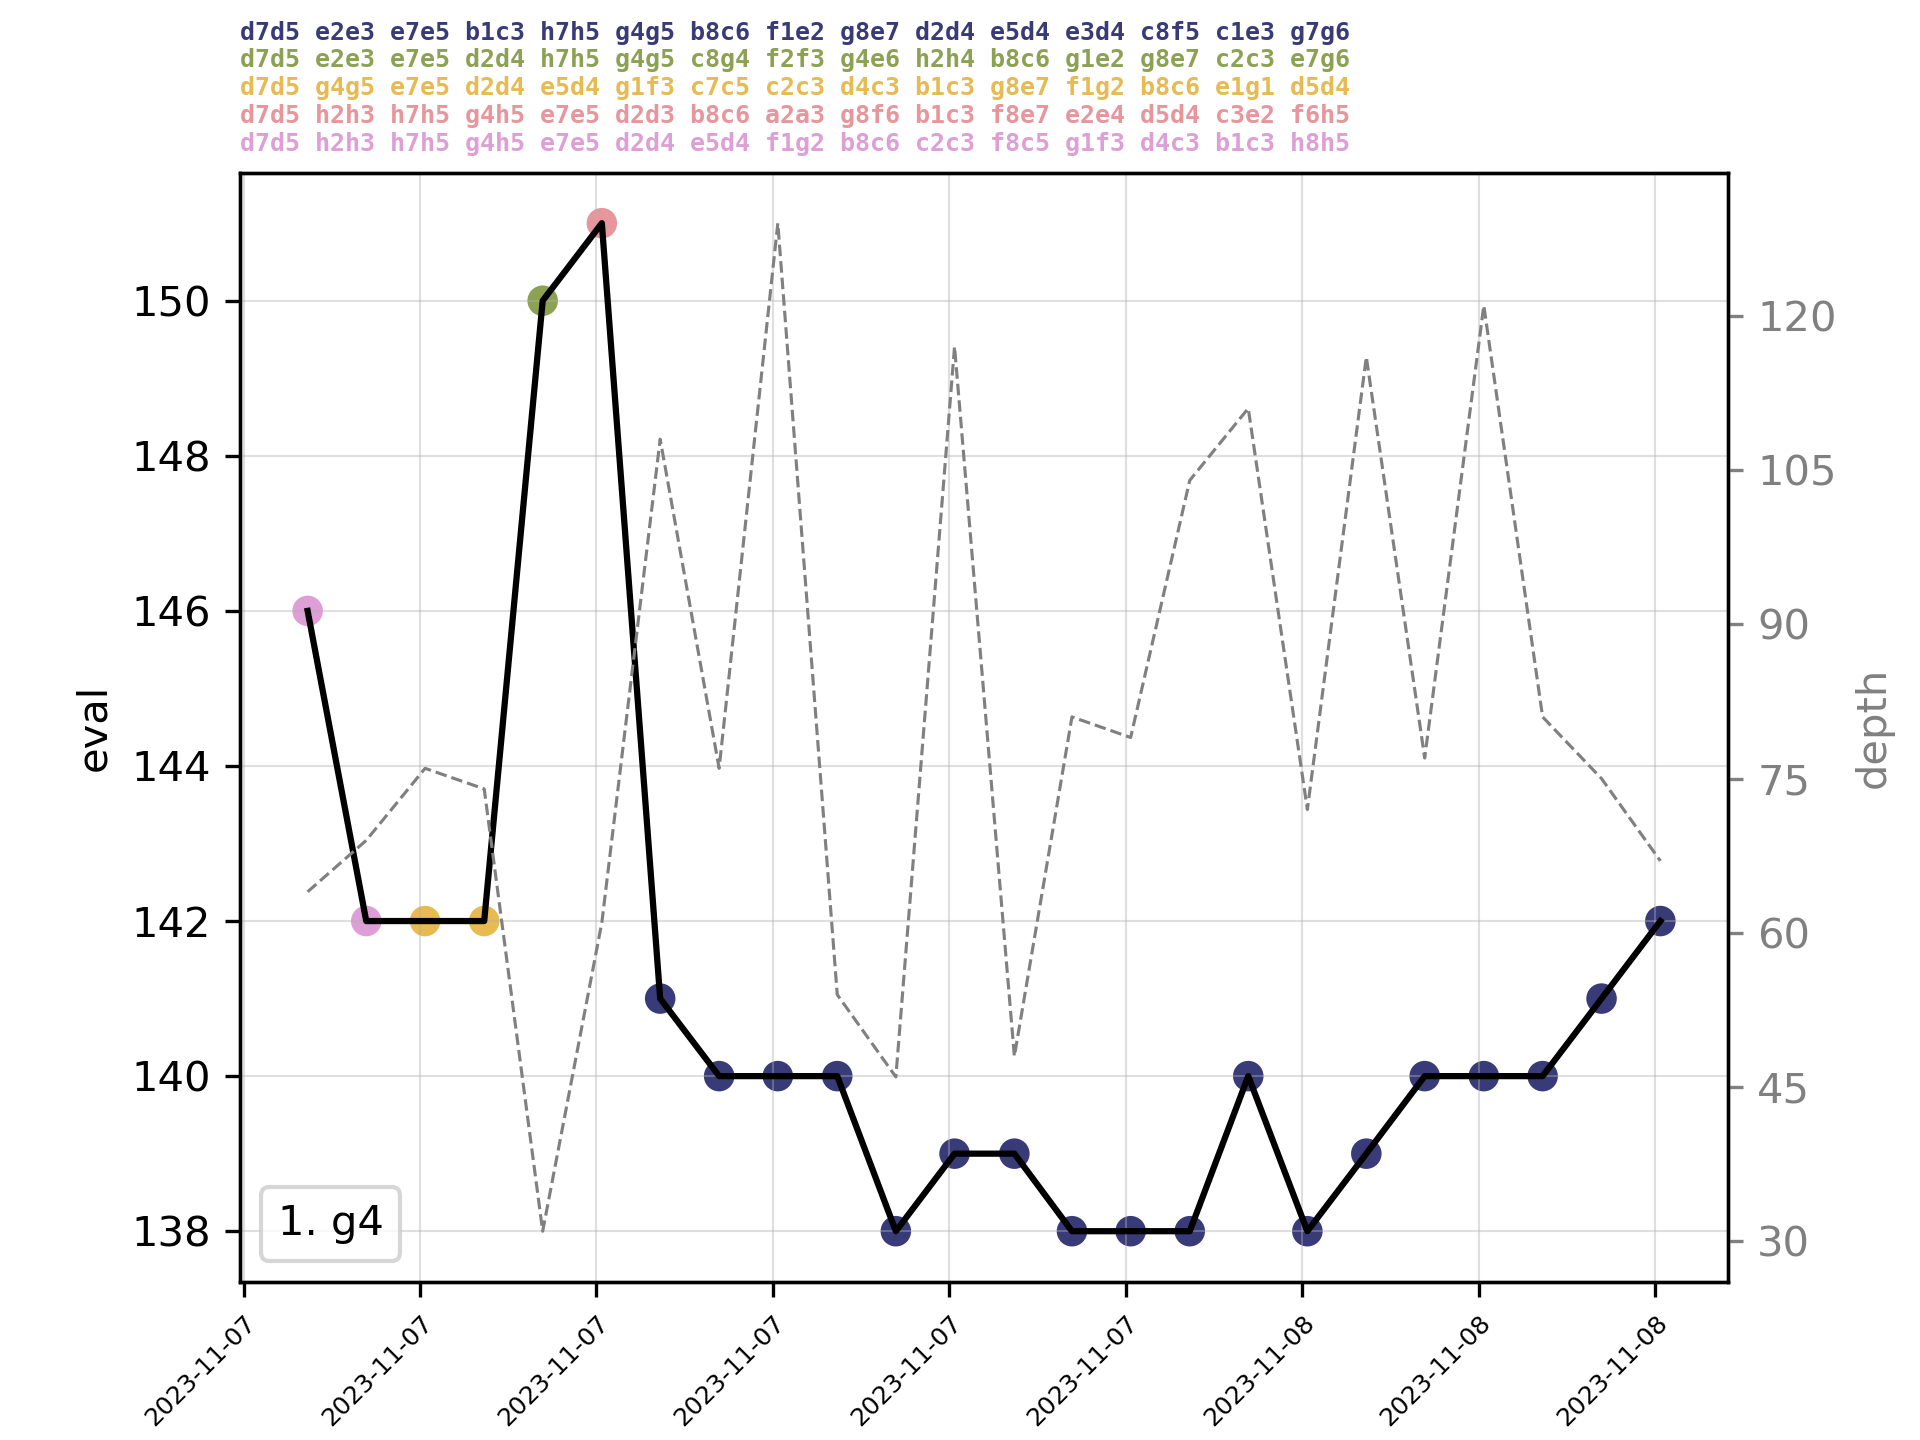 d7d5 e2e3 e7e5 b1c3 h7h5 g4g5 b8c6 f1e2 g8e7 d2d4 e5d4 e3d4 c8f5 c1e3 g7g6
d7d5 e2e3 e7e5 d2d4 h7h5 g4g5 c8g4 f2f3 g4e6 h2h4 b8c6 g1e2 g8e7 c2c3 e7g6
d7d5 g4g5 e7e5 d2d4 e5d4 g1f3 c7c5 c2c3 d4c3 b1c3 g8e7 f1g2 b8c6 e1g1 d5d4
d7d5 h2h3 h7h5 g4h5 e7e5 d2d3 b8c6 a2a3 g8f6 b1c3 f8e7 e2e4 d5d4 c3e2 f6h5
d7d5 h2h3 h7h5 g4h5 e7e5 d2d4 e5d4 f1g2 b8c6 c2c3 f8c5 g1f3 d4c3 b1c3 h8h5
150
148
146
144
142
140
138
eval
120
105
90
75
60
45
30
depth
1. g4
2023-11-07
2023-11-07
2023-11-07
2023-11-07
2023-11-07
2023-11-07
2023-11-08
2023-11-08
2023-11-08